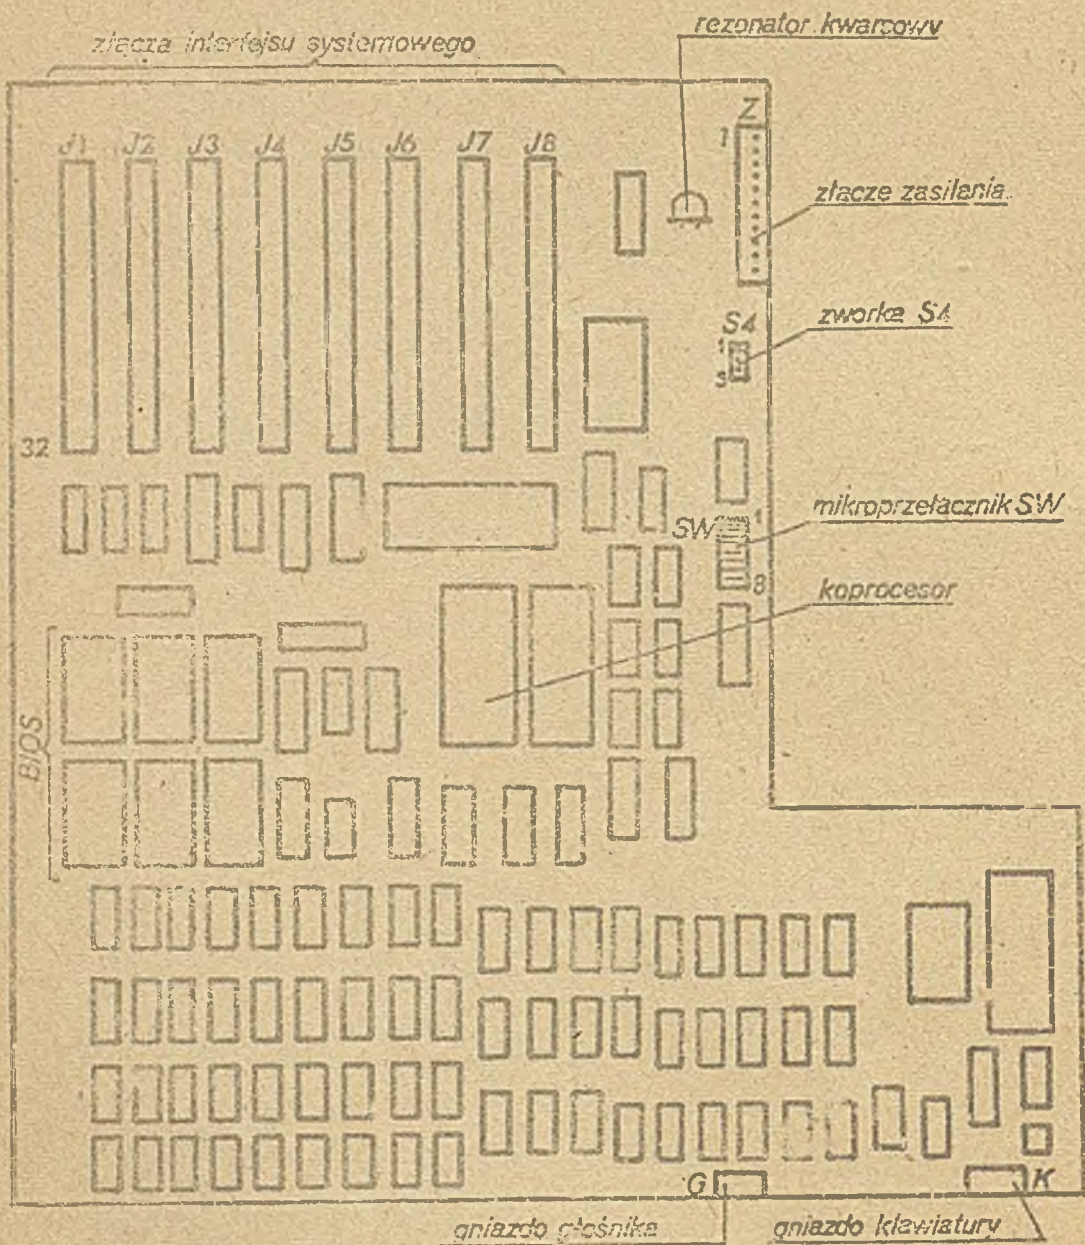 rezonator kwarcowy
złącza interfejsu systemowego
Z
1
J1 J2 J3 J4 J5 J6 J7 J8
złącze zasilania
zworka S4
S4
1
3
32
mikroprzełącznik SW
SW
1
8
koprocesor
BIOS
G
K
gniazdo głośnika
gniazdo klawiatury